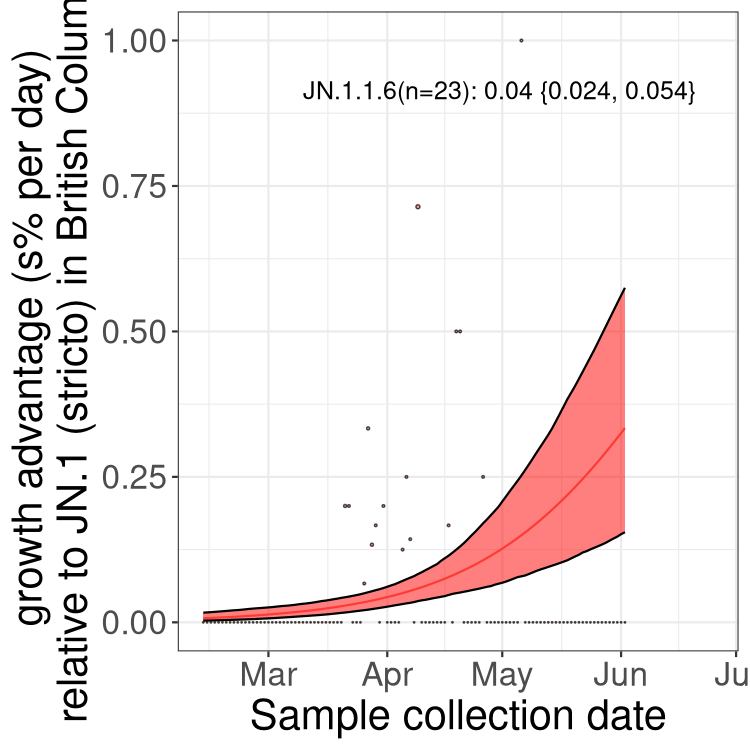 growth advantage (s% per day)
relative to JN.1 (stricto) in British Colum
1.00
0.75
0.50
0.25
0.00
JN.1.1.6(n=23): 0.04 {0.024, 0.054}
Mar Apr May Jun Ju
Sample collection date